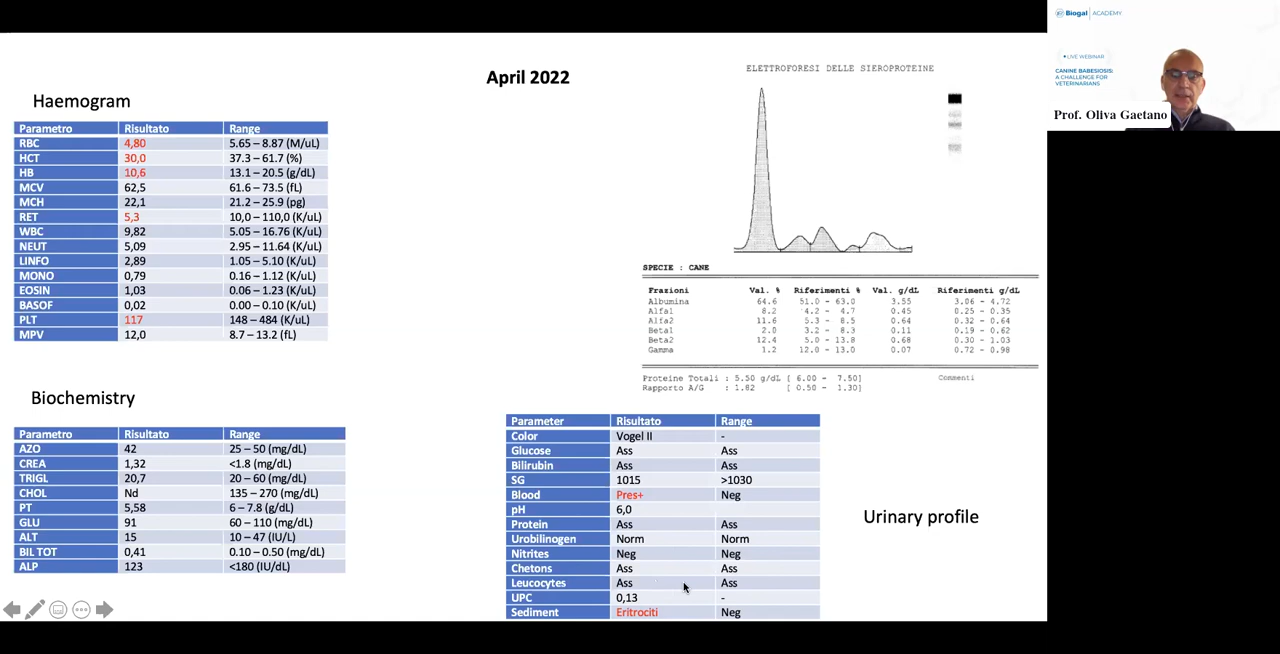 April 2022
Haemogram
Parametro Risultato Range
RBC 4,80 5.65 – 8.87 (M/uL)
HCT 30,0 37.3 – 61.7 (%)
HB 10,6 13.1 – 20.5 (g/dL)
MCV 62,5 61.6 – 73.5 (fL)
MCH 22,1 21.2 – 25.9 (pg)
RET 5,3 10,0 – 110,0 (K/uL)
WBC 9,82 5.05 – 16.76 (K/uL)
NEUT 5,09 2.95 – 11.64 (K/uL)
LINFO 2,89 1.05 – 5.10 (K/uL)
MONO 0,79 0.16 – 1.12 (K/uL)
EOSIN 1,03 0.06 – 1.23 (K/uL)
BASOF 0,02 0.00 – 0.10 (K/uL)
PLT 117 148 – 484 (K/uL)
MPV 12,0 8.7 – 13.2 (fL)
Biochemistry
Parametro Risultato Range
AZO 42 25 – 50 (mg/dL)
CREA 1,32 <1.8 (mg/dL)
TRIGL 20,7 20 – 60 (mg/dL)
CHOL Nd 135 – 270 (mg/dL)
PT 5,58 6 – 7.8 (g/dL)
GLU 91 60 – 110 (mg/dL)
ALT 15 10 – 47 (IU/L)
BIL TOT 0,41 0.10 – 0.50 (mg/dL)
ALP 123 <180 (IU/dL)
ELETTROFORESI DELLE SIEROPROTEINE
SPECIE : CANE
Frazioni Val. % Riferimenti % Val. g/dL Riferimenti g/dL
Albumina 64.6 51.0 - 63.0 3.55 3.06 - 4.72
Alfa1 8.2 4.2 - 4.7 0.45 0.25 - 0.35
Alfa2 11.6 5.3 - 8.5 0.64 0.32 - 0.64
Beta1 2.0 3.2 - 8.3 0.11 0.19 - 0.62
Beta2 12.4 5.0 - 13.8 0.68 0.30 - 1.03
Gamma 1.2 12.0 - 13.0 0.07 0.72 - 0.98
Proteine Totali : 5.50 g/dL [ 6.00 - 7.50] Commenti
Rapporto A/G : 1.82 [ 0.50 - 1.30]
Parameter Risultato Range
Color Vogel II -
Glucose Ass Ass
Bilirubin Ass Ass
SG 1015 >1030
Blood Pres+ Neg
pH 6,0
Protein Ass Ass
Urobilinogen Norm Norm
Nitrites Neg Neg
Chetons Ass Ass
Leucocytes Ass Ass
UPC 0,13 -
Sediment Eritrociti Neg
Urinary profile
Biogal ACADEMY
LIVE WEBINAR
CANINE BABESIOSIS:
A CHALLENGE FOR
VETERINARIANS
Prof. Oliva Gaetano